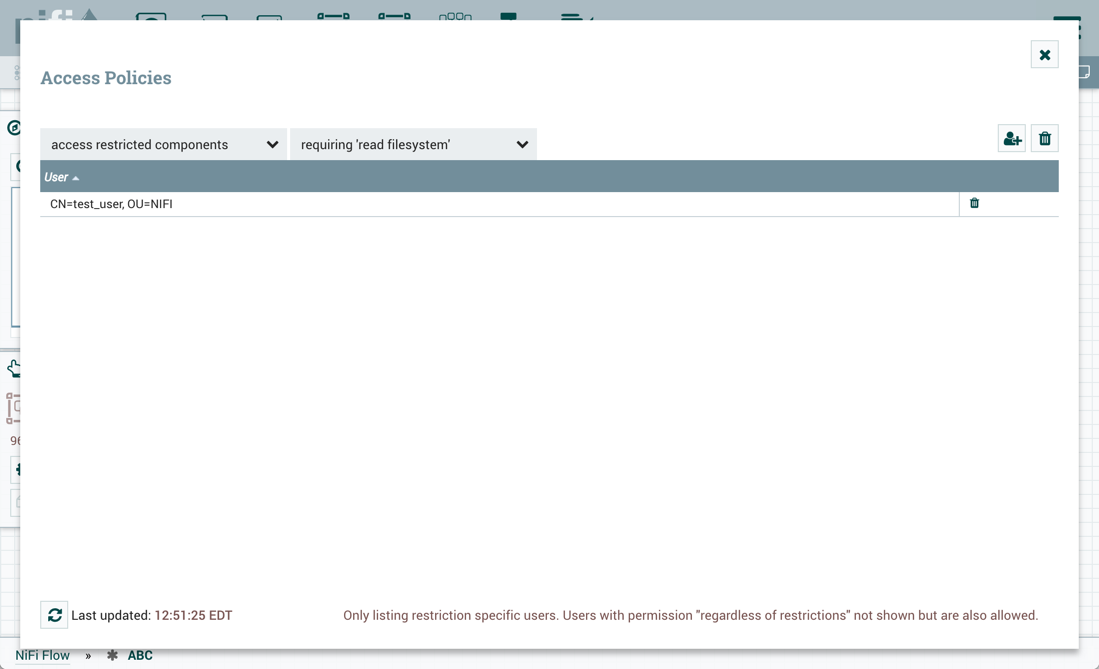 Access Policies
access restricted components
requiring 'read filesystem'
User
CN=test_user, OU=NIFI
Last updated: 12:51:25 EDT
Only listing restriction specific users. Users with permission "regardless of restrictions" not shown but are also allowed.
NiFi Flow » ABC